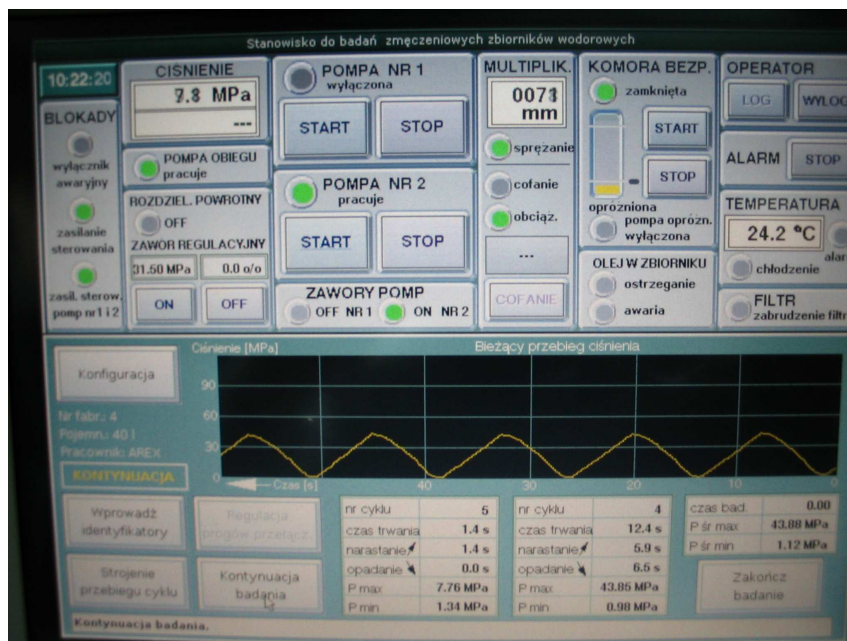 Stanowisko do badań zmęczeniowych zbiorników wodorowych
10:22:20
BLOKADY
wyłącznik
awaryjny
zasilanie
sterowania
zasil. sterow.
pomp nr1 i 2
CIŚNIENIE
MPa
---
POMPA OBIEGU
pracuje
ROZDZIEL. POWROTNY
OFF
ZAWOR REGULACYJNY
31.50 MPa 0.0 o/o
ON OFF
POMPA NR 1
wyłączona
START STOP
POMPA NR 2
pracuje
START STOP
ZAWORY POMP
OFF NR 1 ON NR 2
MULTIPLIK.
mm
sprężanie
cofanie
obciąż.
---
COFANIE
KOMORA BEZP.
zamknięta
START
STOP
opróżniona
pompa opróżn.
wyłączona
OLEJ W ZBIORNIKU
ostrzeganie
awaria
OPERATOR
LOG WYLOG
ALARM STOP
TEMPERATURA
24.2 °C
alar
chłodzenie
FILTR
zabrudzenie filtr
Konfiguracja
Nr fabr.: 4
Pojemn.: 40 l
Pracownik: AREX
KONTYNUACJA
Ciśnienie [MPa] Bieżący przebieg ciśnienia
90
60
30
0
Czas [s] 40 30 20 10 0
Wprowadź
identyfikatory
Regulacja
progów przełącz.
Strojenie
przebiegu cyklu
Kontynuacja
badania
nr cyklu 5
czas trwania 1.4 s
narastanie 1.4 s
opadanie 0.0 s
P max 7.76 MPa
P min 1.34 MPa
nr cyklu 4
czas trwania 12.4 s
narastanie 5.9 s
opadanie 6.5 s
P max 43.85 MPa
P min 0.98 MPa
czas bad. 0.00
P śr max 43.88 MPa
P śr min 1.12 MPa
Zakończ
badanie
Kontynuacja badania.